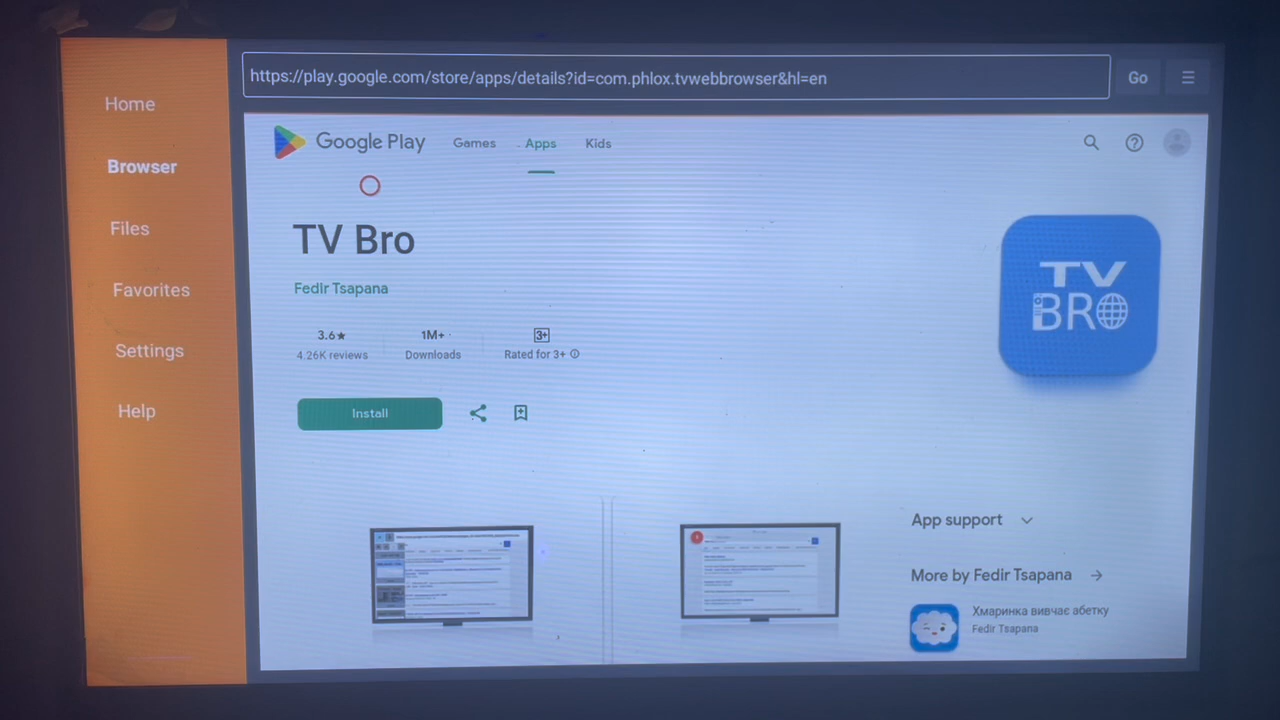 https://play.google.com/store/apps/details?id=com.phlox.tvwebbrowser&hl=en
Go
Home
Browser
Files
Favorites
Settings
Help
Google Play
Games
Apps
Kids
TV Bro
Fedir Tsapana
3.6★
4.26K reviews
1M+
Downloads
3+
Rated for 3+
Install
TV
BRO
App support
More by Fedir Tsapana
Хмаринка вивчає абетку
Fedir Tsapana